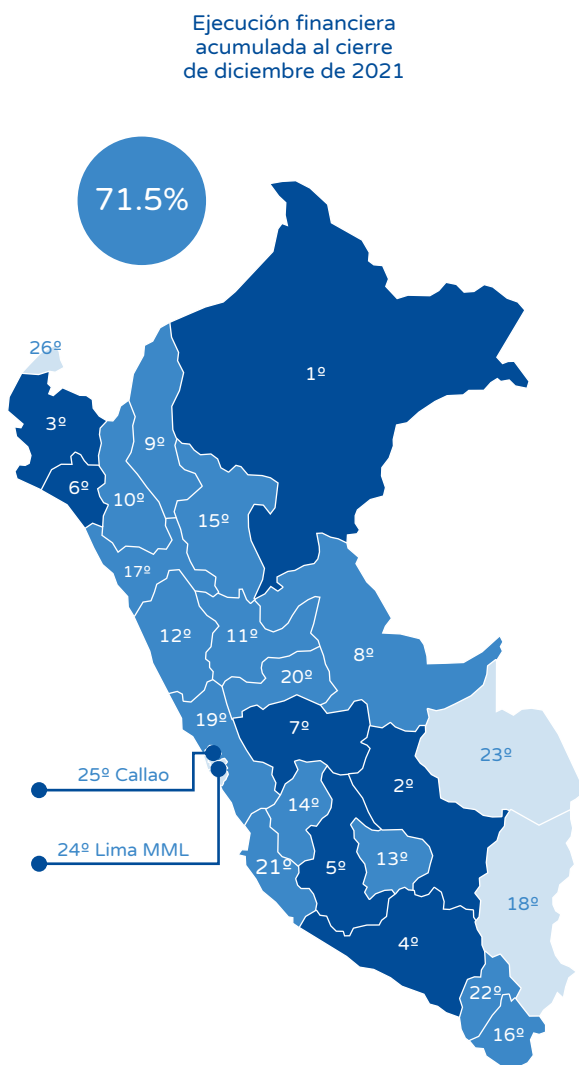 Ejecución financiera
acumulada al cierre
de diciembre de 2021
71.5%
26º
1º
3º
9º
6º
10º
15º
17º
12º
11º
8º
20º
19º
7º
23º
25º Callao
2º
14º
24º Lima MML
13º
21º
5º
18º
4º
22º
16º